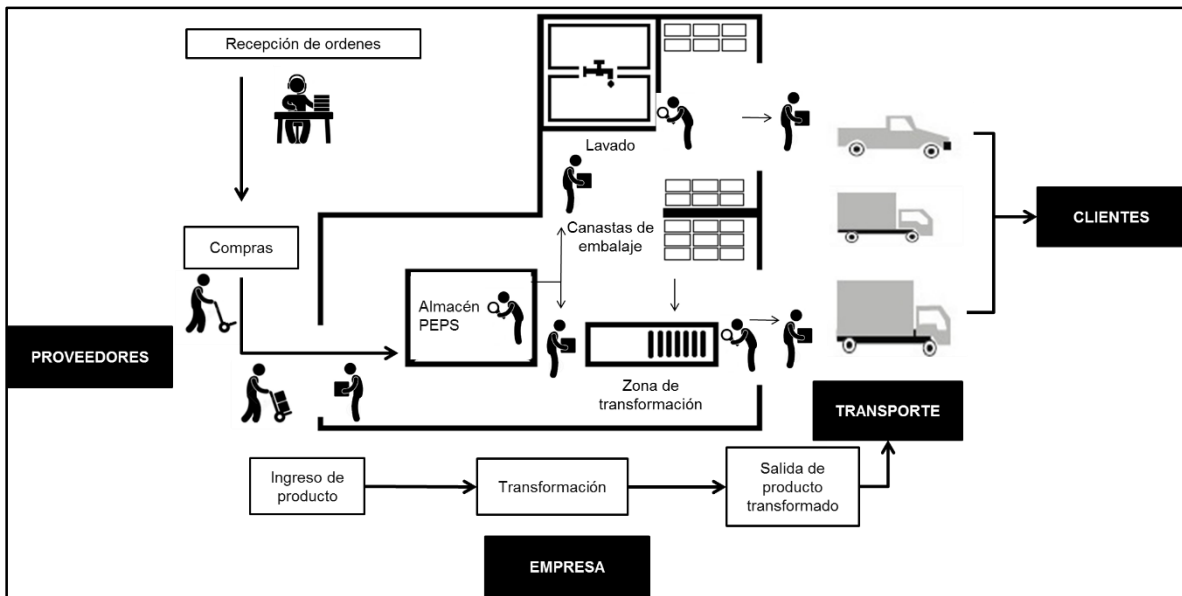 Recepción de ordenes
Lavado
Compras
Canastas de
embalaje
Almacén
PEPS
CLIENTES
PROVEEDORES
Zona de
transformación
TRANSPORTE
Ingreso de
producto
Transformación
Salida de
producto
transformado
EMPRESA